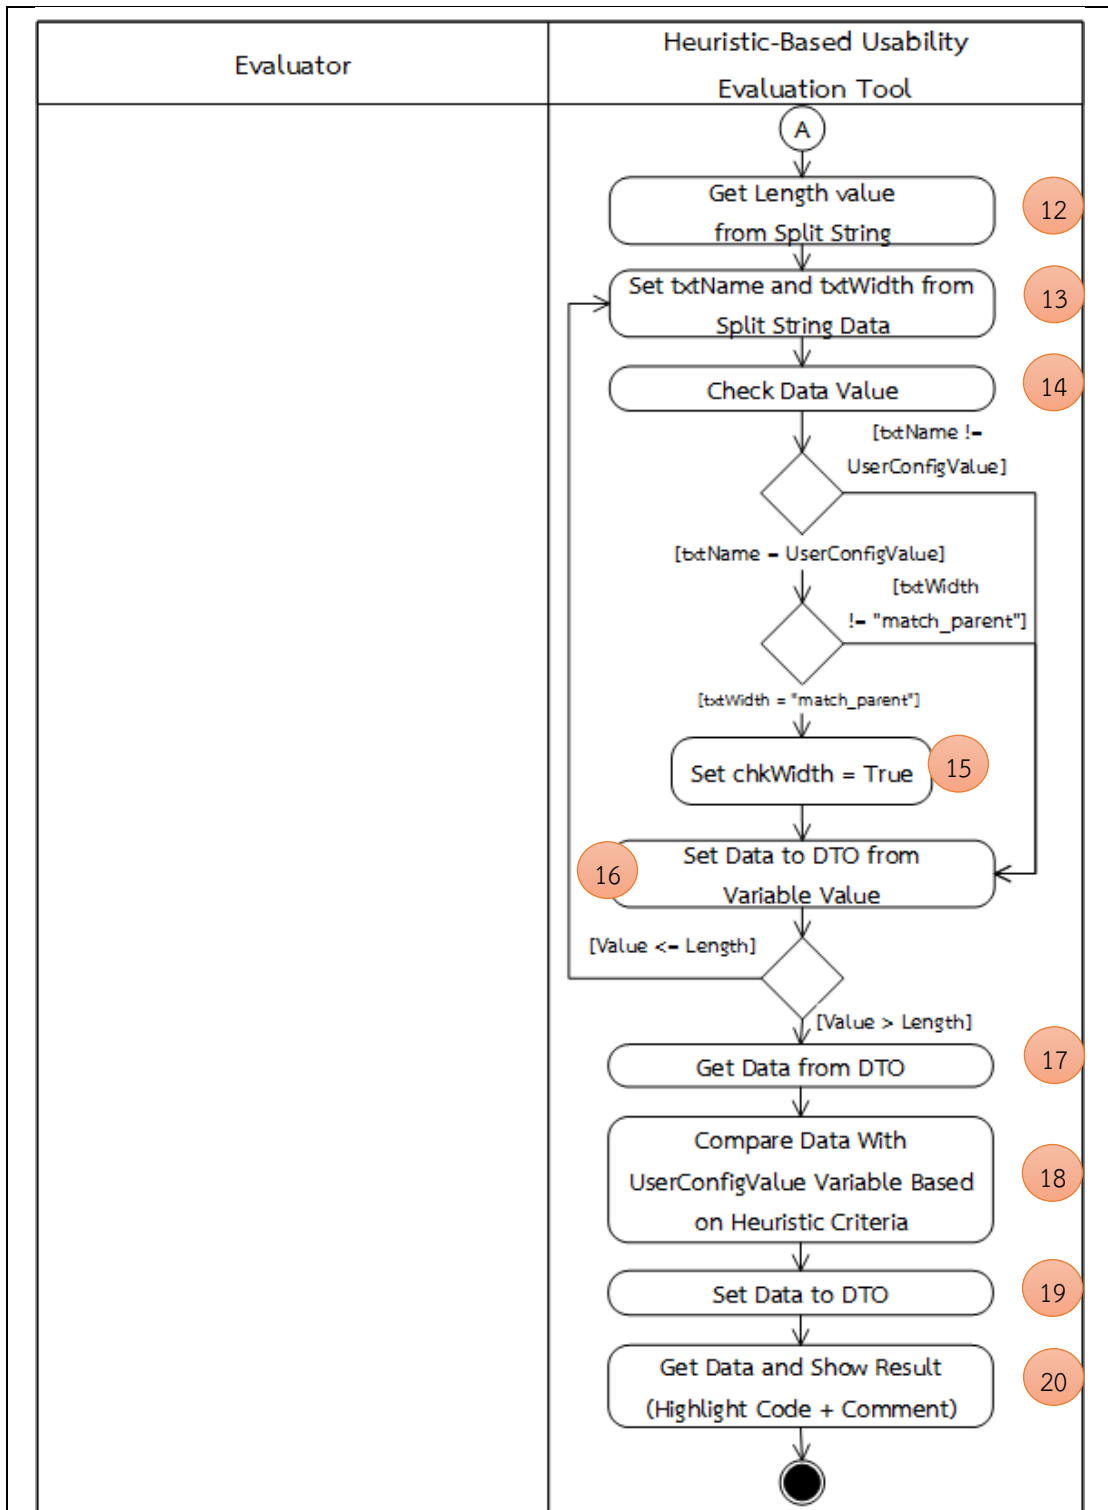 Evaluator
Heuristic-Based Usability
Evaluation Tool
A
Get Length value
from Split String
12
Set txtName and txtWidth from
Split String Data
13
Check Data Value
14
[txtName !=
UserConfigValue]
[txtName = UserConfigValue]
[txtWidth
!= "match_parent"]
[txtWidth = "match_parent"]
Set chkWidth = True
15
Set Data to DTO from
Variable Value
16
[Value <= Length]
[Value > Length]
Get Data from DTO
17
Compare Data With
UserConfigValue Variable Based
on Heuristic Criteria
18
Set Data to DTO
19
Get Data and Show Result
(Highlight Code + Comment)
20